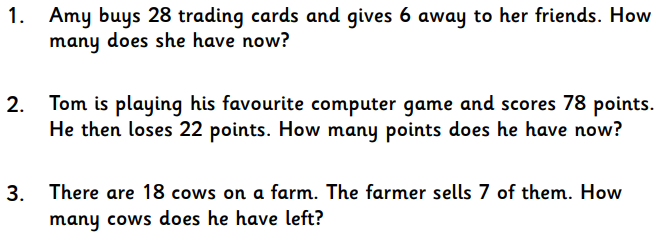 1. Amy buys 28 trading cards and gives 6 away to her friends. How
many does she have now?
2. Tom is playing his favourite computer game and scores 78 points.
He then loses 22 points. How many points does he have now?
3. There are 18 cows on a farm. The farmer sells 7 of them. How
many cows does he have left?